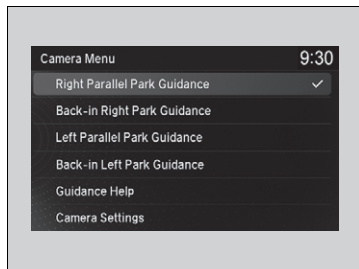 Camera Menu 9:30
Right Parallel Park Guidance
Back-in Right Park Guidance
Left Parallel Park Guidance
Back-in Left Park Guidance
Guidance Help
Camera Settings